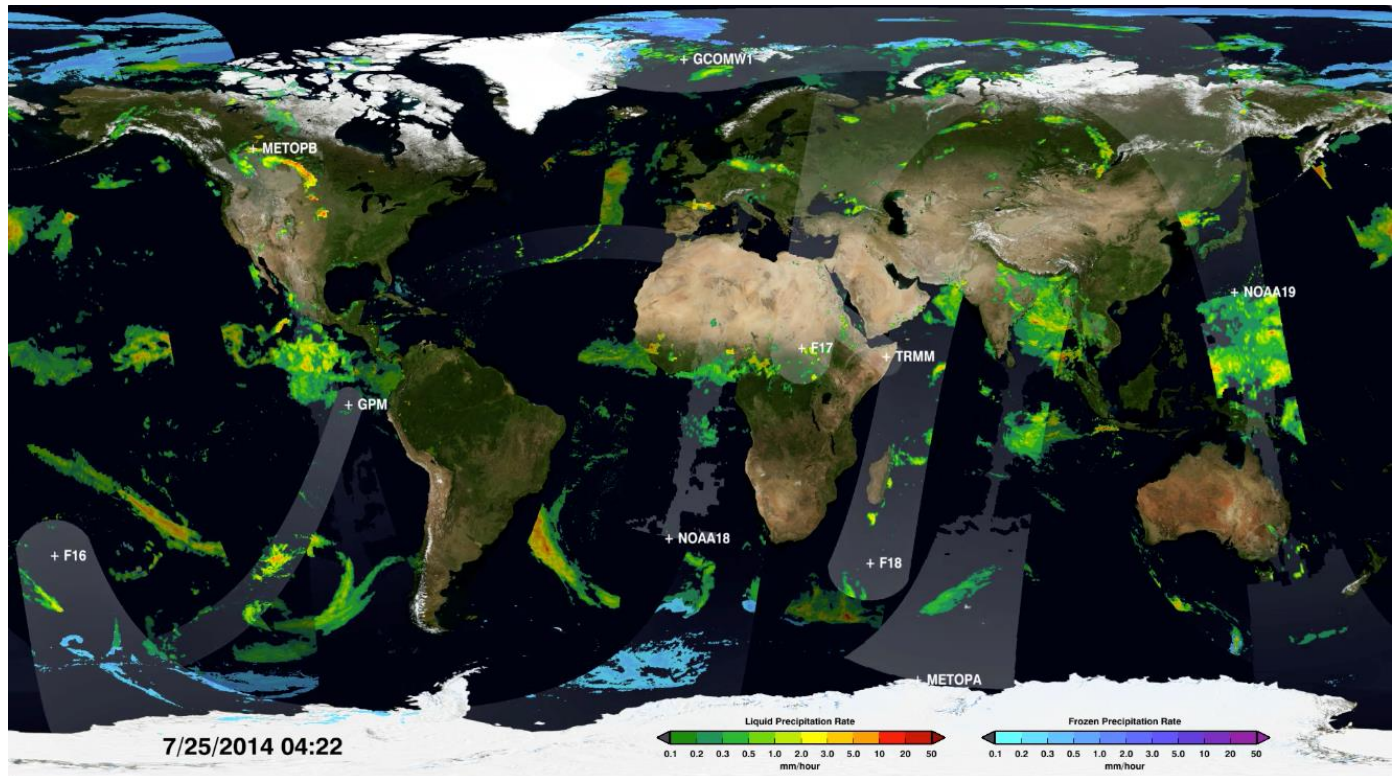 + GCOMW1
+ METOPB
+ NOAA19
+ F17
+ TRMM
+ GPM
+ NOAA18
+ F16
+ F18
+ METOPA
7/25/2014 04:22
Liquid Precipitation Rate
0.1 0.2 0.3 0.5 1.0 2.0 3.0 5.0 10 20 50
mm/hour
Frozen Precipitation Rate
0.1 0.2 0.3 0.5 1.0 2.0 3.0 5.0 10 20 50
mm/hour